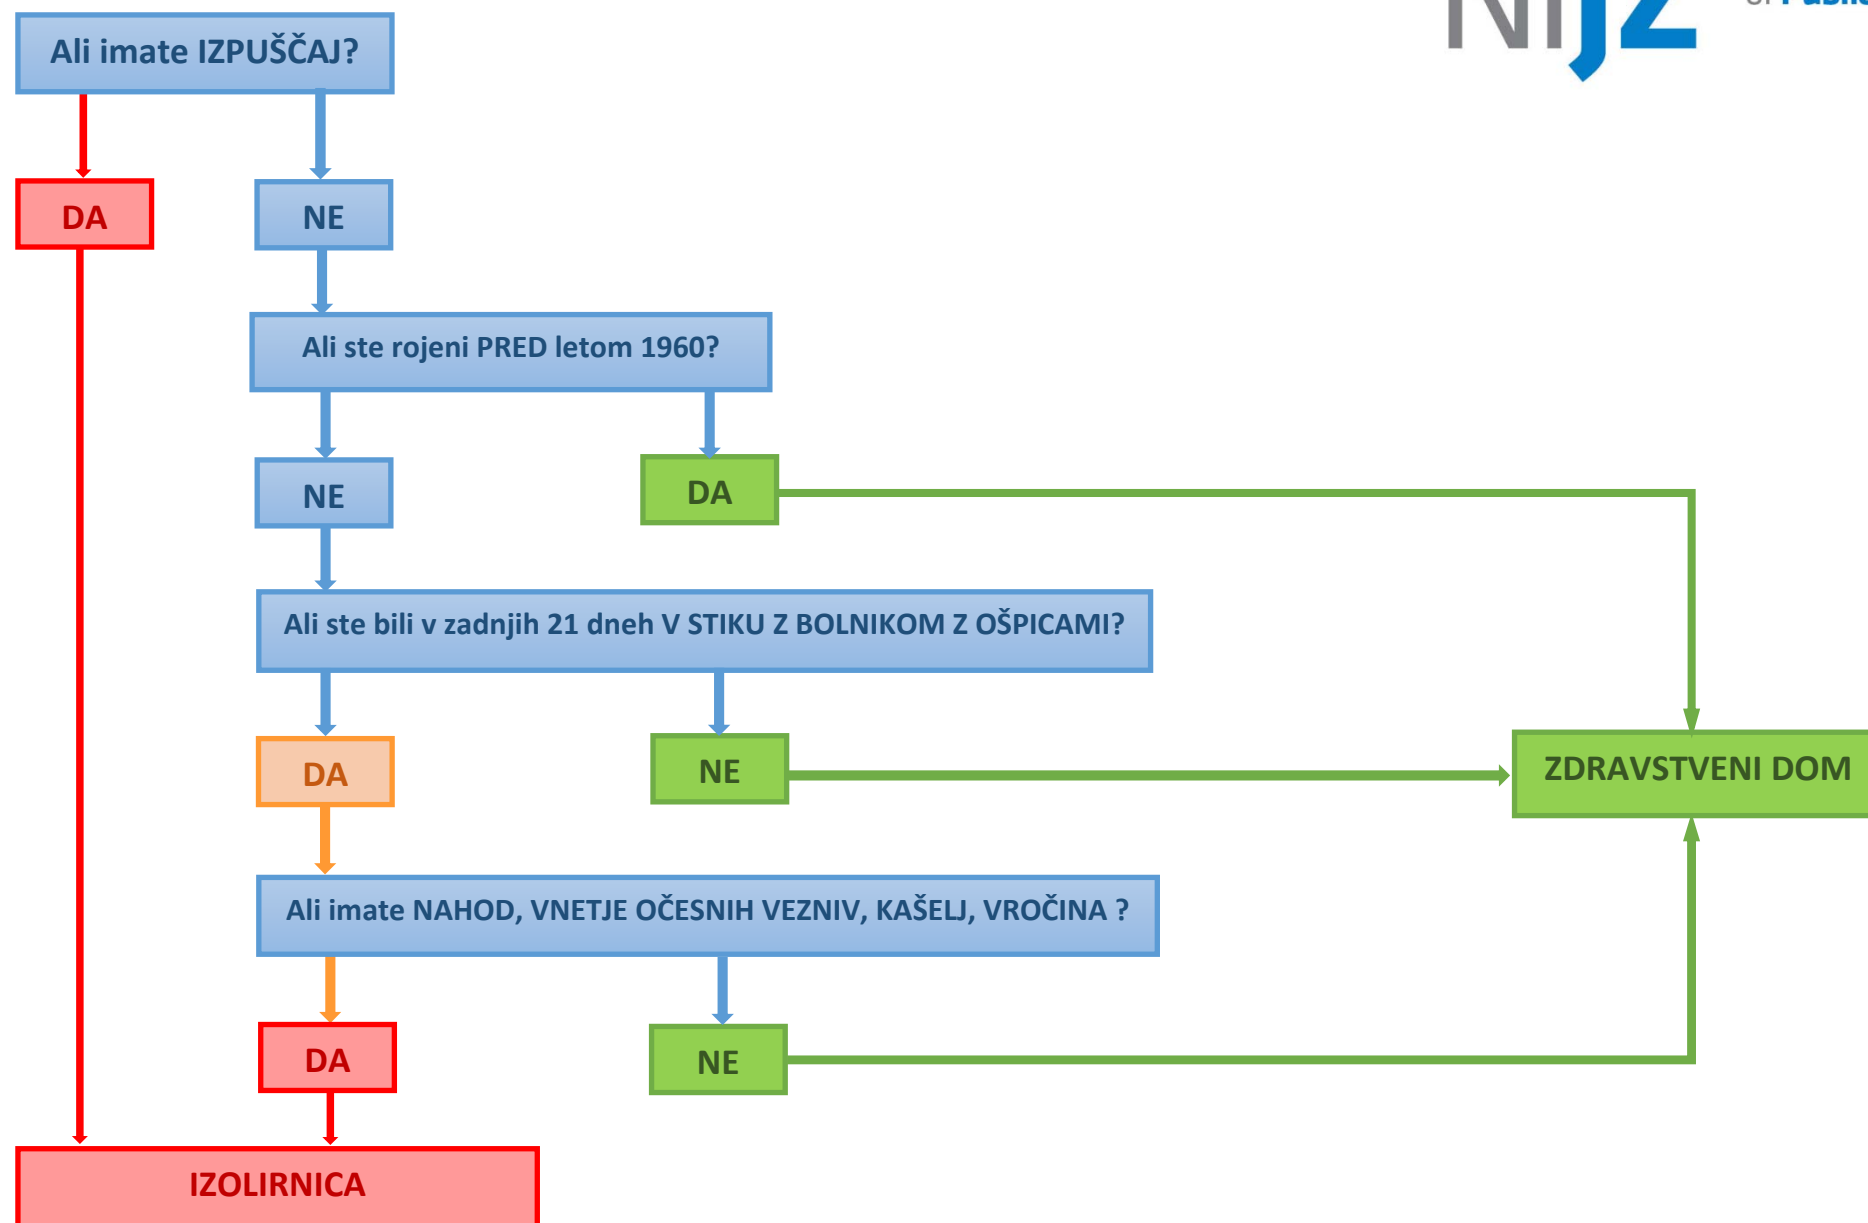 NIJZ
Ali imate IZPUŠČAJ?
DA
NE
Ali ste rojeni PRED letom 1960?
NE
DA
Ali ste bili v zadnjih 21 dneh V STIKU Z BOLNIKOM Z OŠPICAMI?
DA
NE
ZDRAVSTVENI DOM
Ali imate NAHOD, VNETJE OČESNIH VEZNIV, KAŠELJ, VROČINA ?
DA
NE
IZOLIRNICA